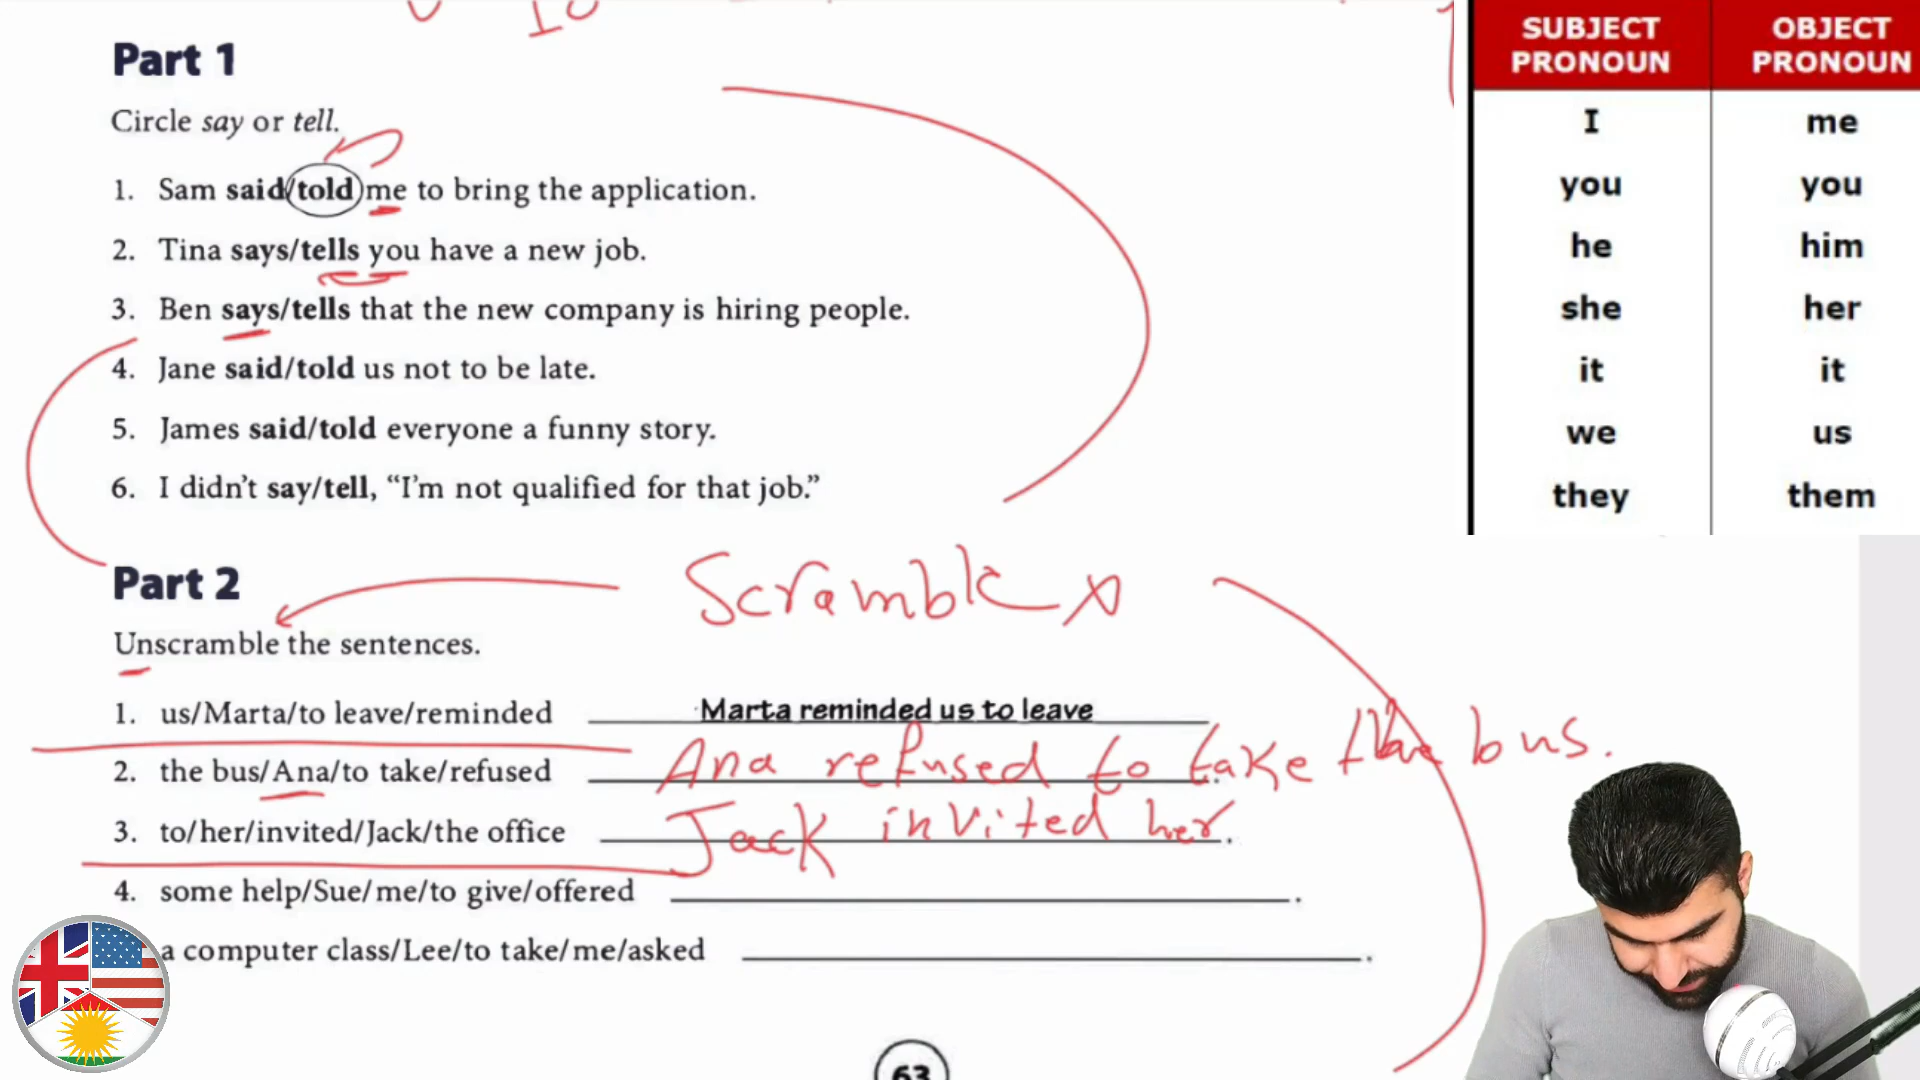 Part 1
Circle say or tell.
1. Sam said/told me to bring the application.
2. Tina says/tells you have a new job.
3. Ben says/tells that the new company is hiring people.
4. Jane said/told us not to be late.
5. James said/told everyone a funny story.
6. I didn't say/tell, “I'm not qualified for that job.”
SUBJECT PRONOUN OBJECT PRONOUN
I me
you you
he him
she her
it it
we us
they them
Part 2
Scramble
Unscramble the sentences.
1. us/Marta/to leave/reminded Marta reminded us to leave
2. the bus/Ana/to take/refused Ana refused to take the bus.
3. to/her/invited/Jack/the office Jack invited her.
4. some help/Sue/me/to give/offered .
a computer class/Lee/to take/me/asked .
63